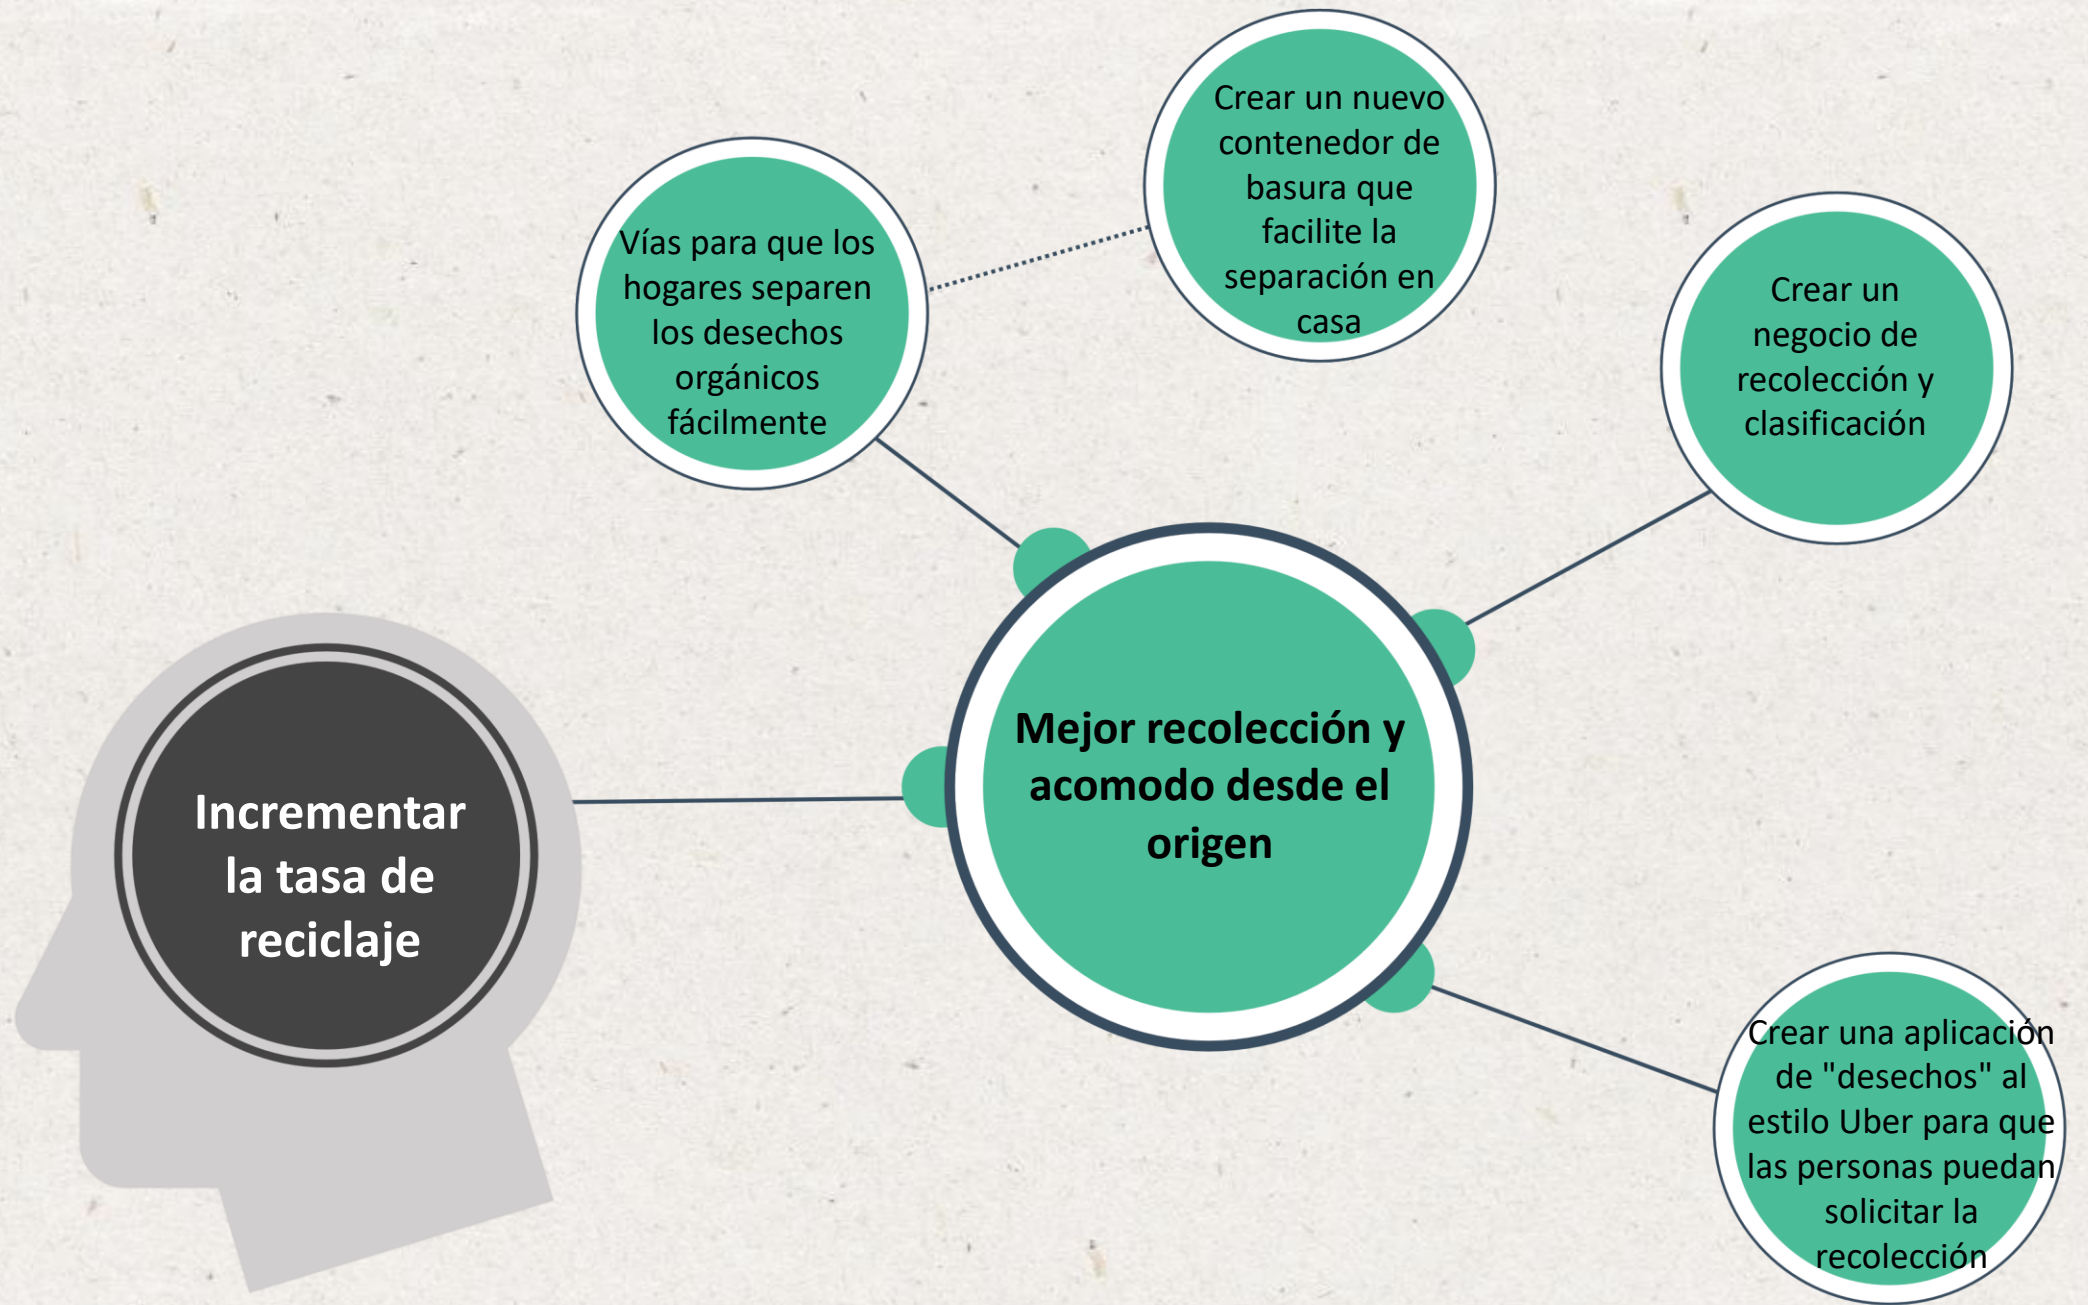 Crear un nuevo
contenedor de
basura que
facilite la
separación en
casa
Vías para que los
hogares separen
los desechos
orgánicos
fácilmente
Crear un
negocio de
recolección y
clasificación
Mejor recolección y
acomodo desde el
origen
Incrementar
la tasa de
reciclaje
Crear una aplicación
de "desechos" al
estilo Uber para que
las personas puedan
solicitar la
recolección